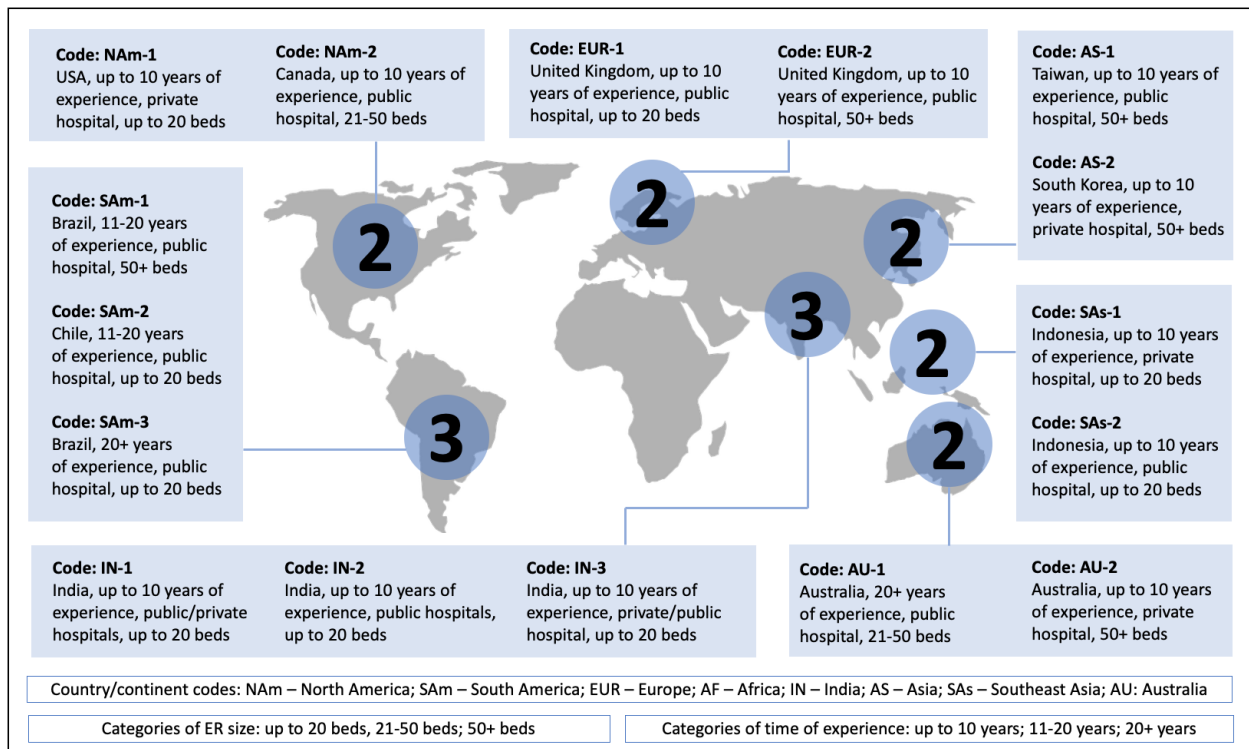 Code: NAm-1
USA, up to 10 years of
experience, private
hospital, up to 20 beds
Code: NAm-2
Canada, up to 10 years of
experience, public
hospital, 21-50 beds
Code: EUR-1
United Kingdom, up to 10
years of experience, public
hospital, up to 20 beds
Code: EUR-2
United Kingdom, up to 10
years of experience, public
hospital, 50+ beds
Code: AS-1
Taiwan, up to 10 years of
experience, public
hospital, 50+ beds
Code: AS-2
South Korea, up to 10
years of experience,
private hospital, 50+ beds
Code: SAm-1
Brazil, 11-20 years
of experience, public
hospital, 50+ beds
Code: SAm-2
Chile, 11-20 years
of experience, public
hospital, up to 20 beds
Code: SAm-3
Brazil, 20+ years
of experience, public
hospital, up to 20 beds
2
2
2
3
2
3
2
Code: SAs-1
Indonesia, up to 10 years
of experience, private
hospital, up to 20 beds
Code: SAs-2
Indonesia, up to 10 years
of experience, public
hospital, up to 20 beds
Code: IN-1
India, up to 10 years of
experience, public/private
hospitals, up to 20 beds
Code: IN-2
India, up to 10 years of
experience, public hospitals,
up to 20 beds
Code: IN-3
India, up to 10 years of
experience, private/public
hospital, up to 20 beds
Code: AU-1
Australia, 20+ years
of experience, public
hospital, 21-50 beds
Code: AU-2
Australia, up to 10 years
of experience, private
hospital, 50+ beds
Country/continent codes: NAm – North America; SAm – South America; EUR – Europe; AF – Africa; IN – India; AS – Asia; SAs – Southeast Asia; AU: Australia
Categories of ER size: up to 20 beds, 21-50 beds; 50+ beds
Categories of time of experience: up to 10 years; 11-20 years; 20+ years